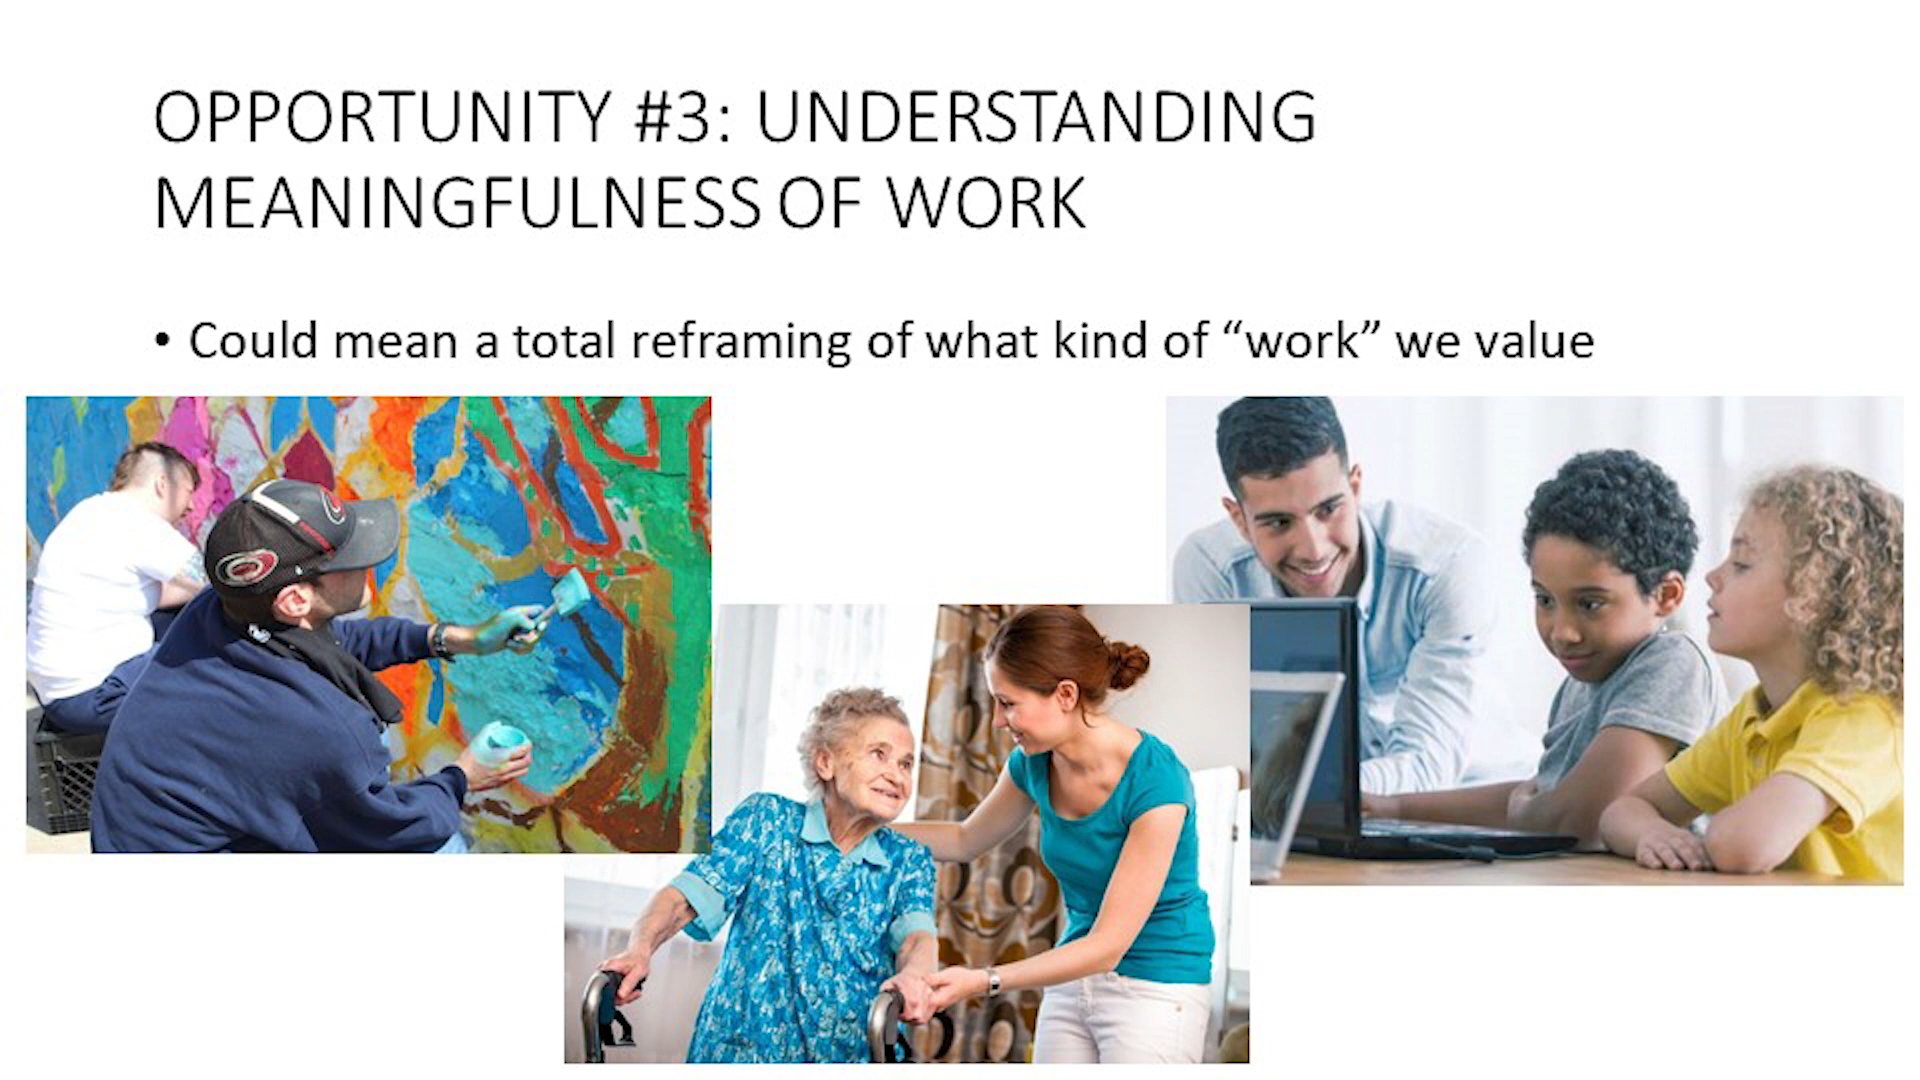 OPPORTUNITY #3: UNDERSTANDING
MEANINGFULNESS OF WORK
• Could mean a total reframing of what kind of “work” we value